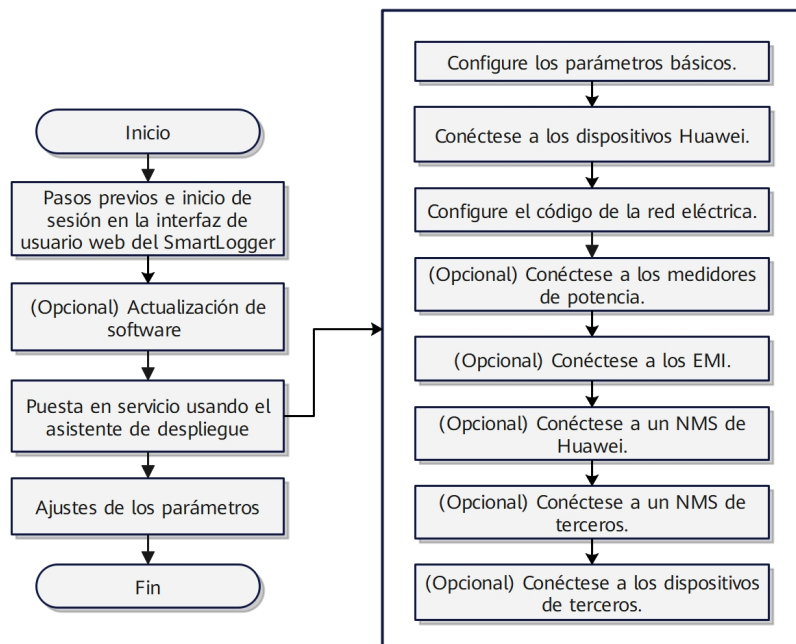 Inicio
Pasos previos e inicio de
sesión en la interfaz de
usuario web del SmartLogger
(Opcional) Actualización de
software
Puesta en servicio usando el
asistente de despliegue
Ajustes de los parámetros
Fin
Configure los parámetros básicos.
Conéctese a los dispositivos Huawei.
Configure el código de la red eléctrica.
(Opcional) Conéctese a los medidores
de potencia.
(Opcional) Conéctese a los EMI.
(Opcional) Conéctese a un NMS de
Huawei.
(Opcional) Conéctese a un NMS de
terceros.
(Opcional) Conéctese a los dispositivos
de terceros.